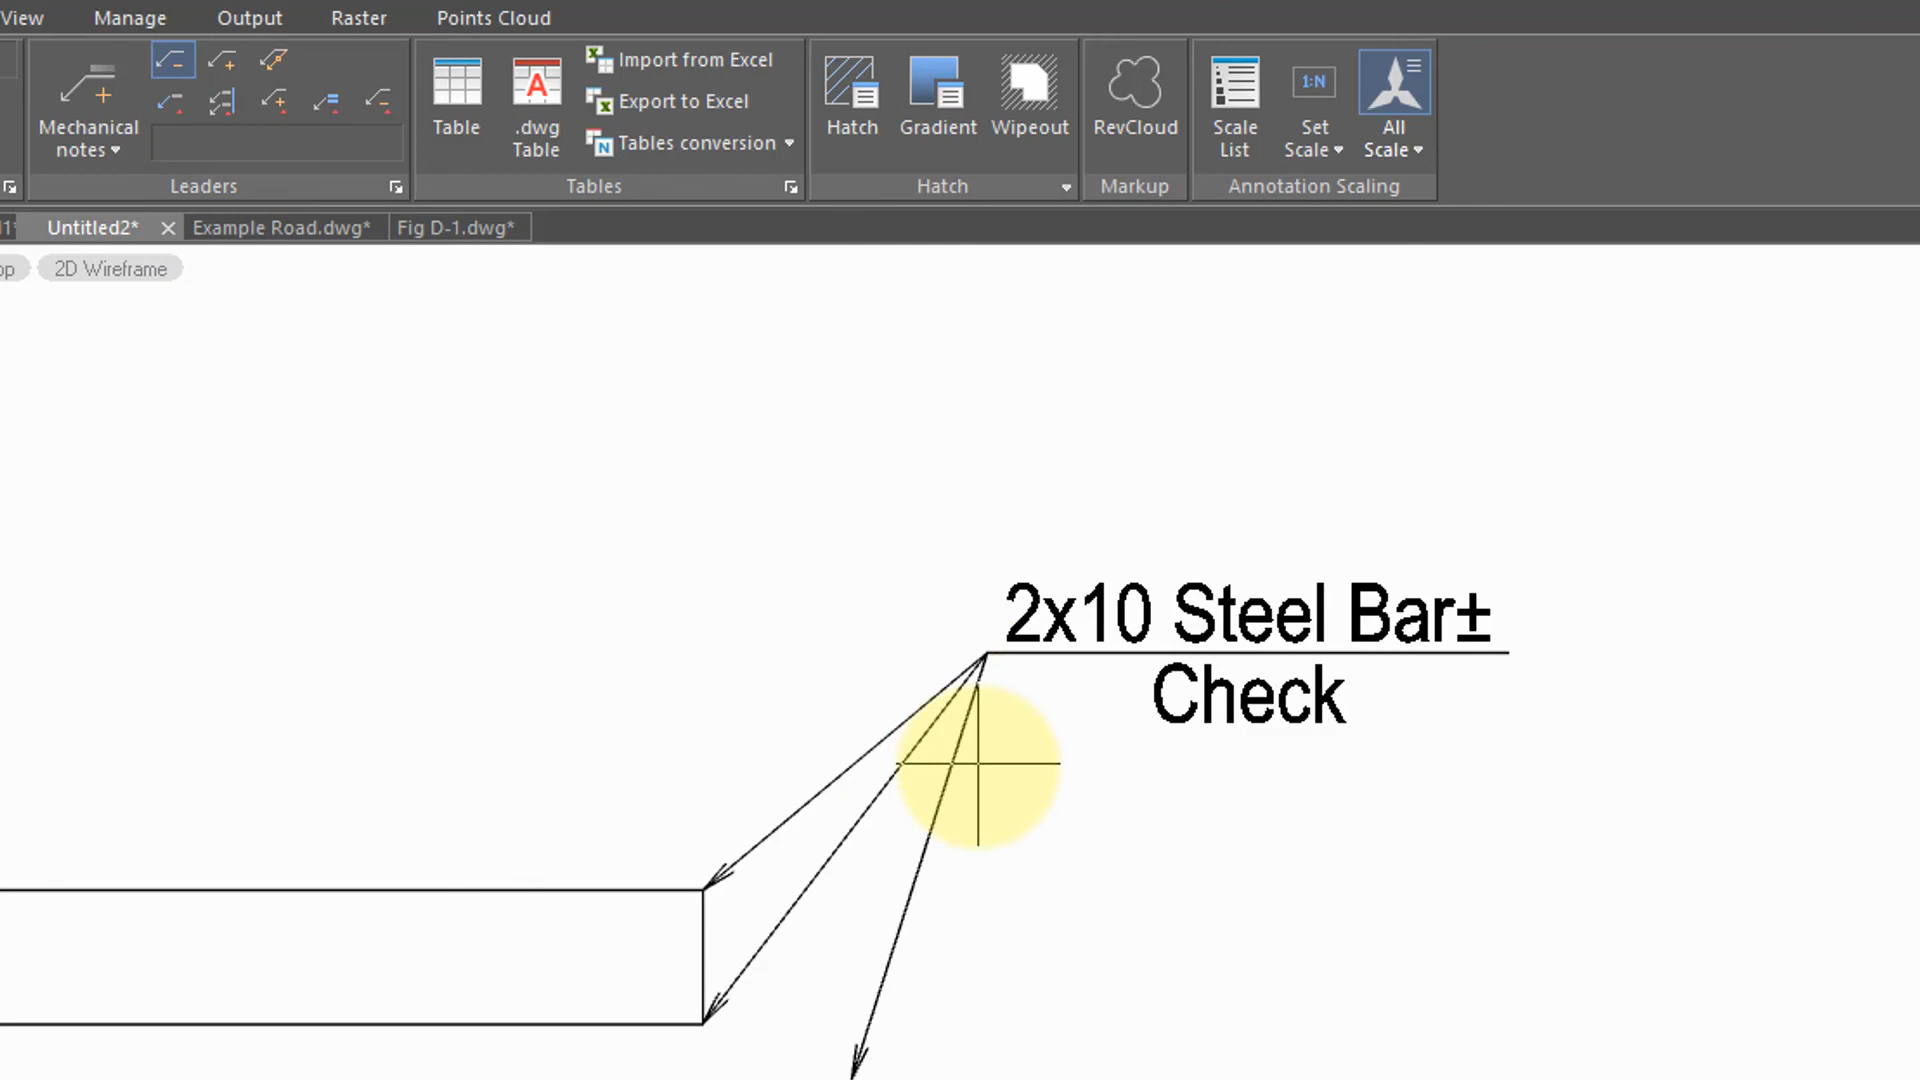 View
Manage
Output
Raster
Points Cloud
Mechanical
notes
Leaders
Table
A
.dwg
Table
Import from Excel
Export to Excel
Tables conversion
Tables
Hatch
Gradient
Wipeout
Hatch
RevCloud
Markup
Scale
List
1:N
Set
Scale
All
Scale
Annotation Scaling
Untitled2*
Example Road.dwg*
Fig D-1.dwg*
2D Wireframe
2x10 Steel Bar±
Check